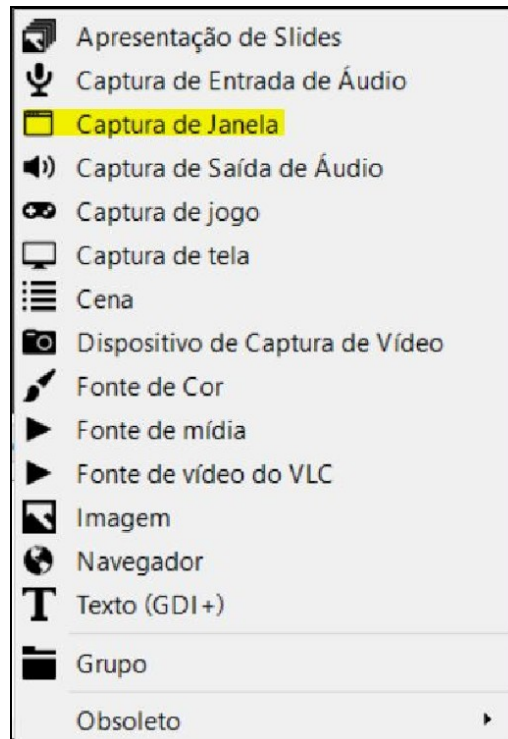 Apresentação de Slides
Captura de Entrada de Áudio
Captura de Janela
Captura de Saída de Áudio
Captura de jogo
Captura de tela
Cena
Dispositivo de Captura de Vídeo
Fonte de Cor
Fonte de mídia
Fonte de vídeo do VLC
Imagem
Navegador
Texto (GDI+)
Grupo
Obsoleto